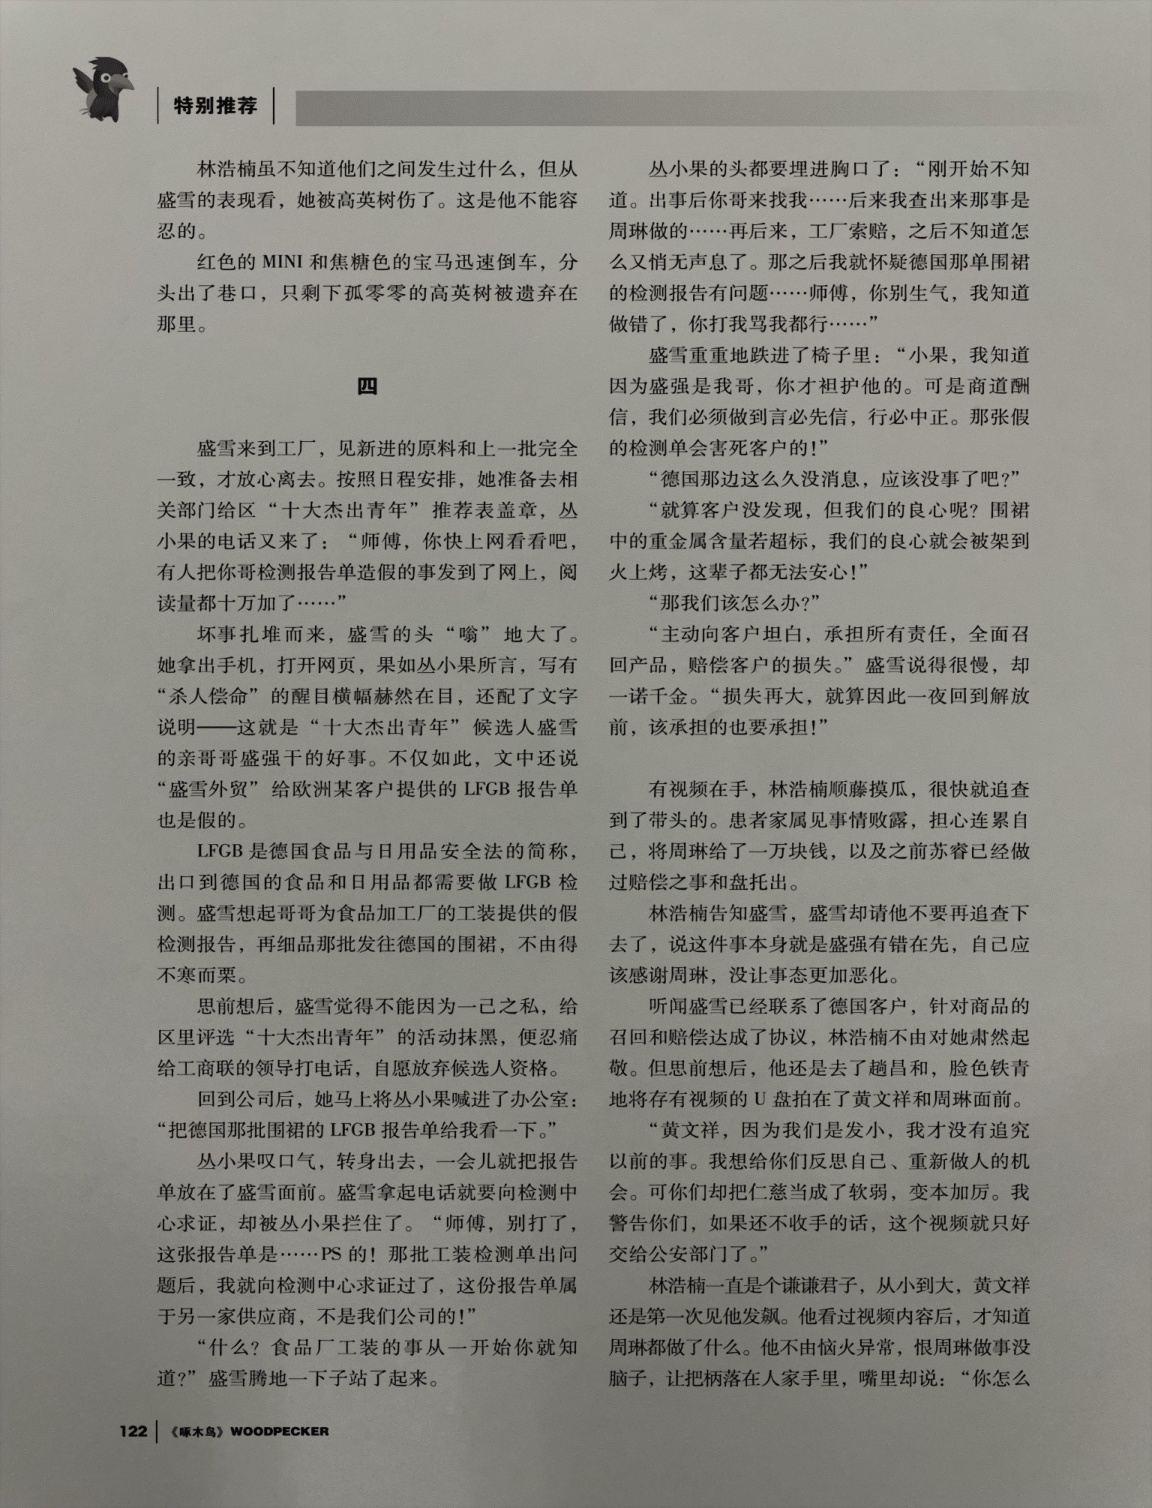 特别推荐
林浩楠虽不知道他们之间发生过什么，但从
盛雪的表现看，她被高英树伤了。这是他不能容
忍的。
红色的 MINI 和焦糖色的宝马迅速倒车，分
头出了巷口，只剩下孤零零的高英树被遗弃在
那里。
四
盛雪来到工厂，见新进的原料和上一批完全
一致，才放心离去。按照日程安排，她准备去相
关部门给区“十大杰出青年”推荐表盖章，丛
小果的电话又来了：“师傅，你快上网看看吧，
有人把你哥检测报告单造假的事发到了网上，阅
读量都十万加了……”
坏事扎堆而来，盛雪的头“嗡”地大了。
她拿出手机，打开网页，果如丛小果所言，写有
“杀人偿命”的醒目横幅赫然在目，还配了文字
说明——这就是“十大杰出青年”候选人盛雪
的亲哥哥盛强干的好事。不仅如此，文中还说
“盛雪外贸”给欧洲某客户提供的 LFGB 报告单
也是假的。
LFGB 是德国食品与日用品安全法的简称，
出口到德国的食品和日用品都需要做 LFGB 检
测。盛雪想起哥哥为食品加工厂的工装提供的假
检测报告，再细品那批发往德国的围裙，不由得
不寒而栗。
思前想后，盛雪觉得不能因为一己之私，给
区里评选“十大杰出青年”的活动抹黑，便忍痛
给工商联的领导打电话，自愿放弃候选人资格。
回到公司后，她马上将丛小果喊进了办公室：
“把德国那批围裙的 LFGB 报告单给我看一下。”
丛小果叹口气，转身出去，一会儿就把报告
单放在了盛雪面前。盛雪拿起电话就要向检测中
心求证，却被丛小果拦住了。“师傅，别打了，
这张报告单是……PS 的！那批工装检测单出问
题后，我就向检测中心求证过了，这份报告单属
于另一家供应商，不是我们公司的！”
“什么？食品厂工装的事从一开始你就知
道？”盛雪腾地一下子站了起来。
丛小果的头都要埋进胸口了：“刚开始不知
道。出事后你哥来找我……后来我查出来那事是
周琳做的……再后来，工厂索赔，之后不知道怎
么又悄无声息了。那之后我就怀疑德国那单围裙
的检测报告有问题……师傅，你别生气，我知道
做错了，你打我骂我都行……”
盛雪重重地跌进了椅子里：“小果，我知道
因为盛强是我哥，你才袒护他的。可是商道酬
信，我们必须做到言必先信，行必中正。那张假
的检测单会害死客户的！”
“德国那边这么久没消息，应该没事了吧？”
“就算客户没发现，但我们的良心呢？围裙
中的重金属含量若超标，我们的良心就会被架到
火上烤，这辈子都无法安心！”
“那我们该怎么办？”
“主动向客户坦白，承担所有责任，全面召
回产品，赔偿客户的损失。”盛雪说得很慢，却
一诺千金。“损失再大，就算因此一夜回到解放
前，该承担的也要承担！”
有视频在手，林浩楠顺藤摸瓜，很快就追查
到了带头的。患者家属见事情败露，担心连累自
己，将周琳给了一万块钱，以及之前苏睿已经做
过赔偿之事和盘托出。
林浩楠告知盛雪，盛雪却请他不要再追查下
去了，说这件事本身就是盛强有错在先，自己应
该感谢周琳，没让事态更加恶化。
听闻盛雪已经联系了德国客户，针对商品的
召回和赔偿达成了协议，林浩楠不由对她肃然起
敬。但思前想后，他还是去了趟昌和，脸色铁青
地将存有视频的 U 盘拍在了黄文祥和周琳面前。
“黄文祥，因为我们是发小，我才没有追究
以前的事。我想给你们反思自己、重新做人的机
会。可你们却把仁慈当成了软弱，变本加厉。我
警告你们，如果还不收手的话，这个视频就只好
交给公安部门了。”
林浩楠一直是个谦谦君子，从小到大，黄文祥
还是第一次见他发飙。他看过视频内容后，才知道
周琳都做了什么。他不由恼火异常，恨周琳做事没
脑子，让把柄落在人家手里，嘴里却说：“你怎么
122 《啄木鸟》WOODPECKER